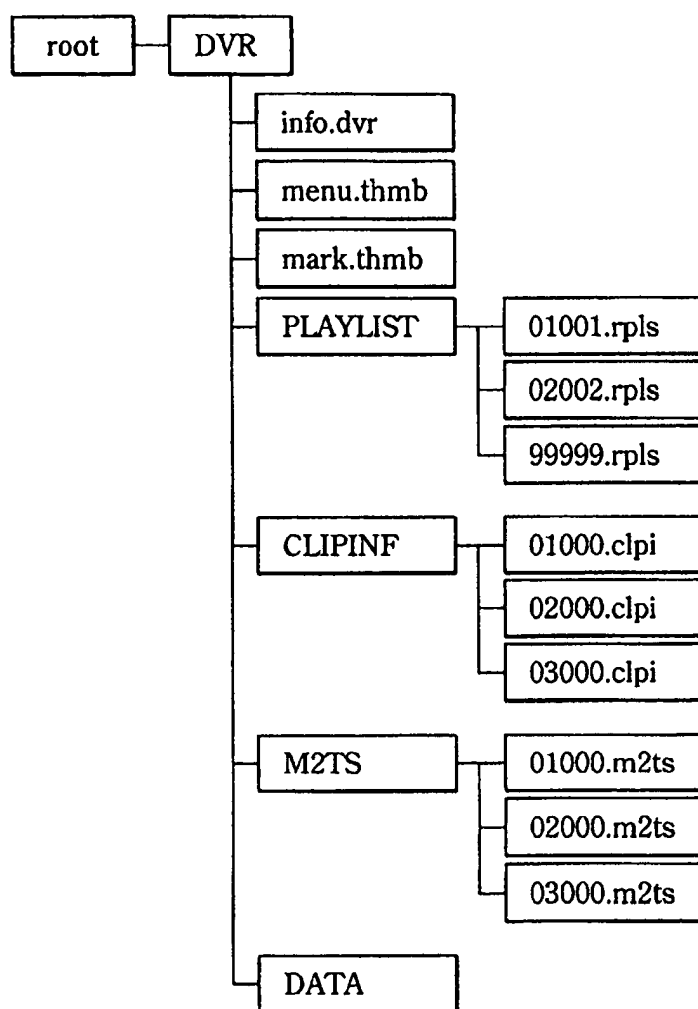 root
DVR
info.dvr
menu.thmb
mark.thmb
PLAYLIST
01001.rpls
02002.rpls
99999.rpls
CLIPINF
01000.clpi
02000.clpi
03000.clpi
M2TS
01000.m2ts
02000.m2ts
03000.m2ts
DATA